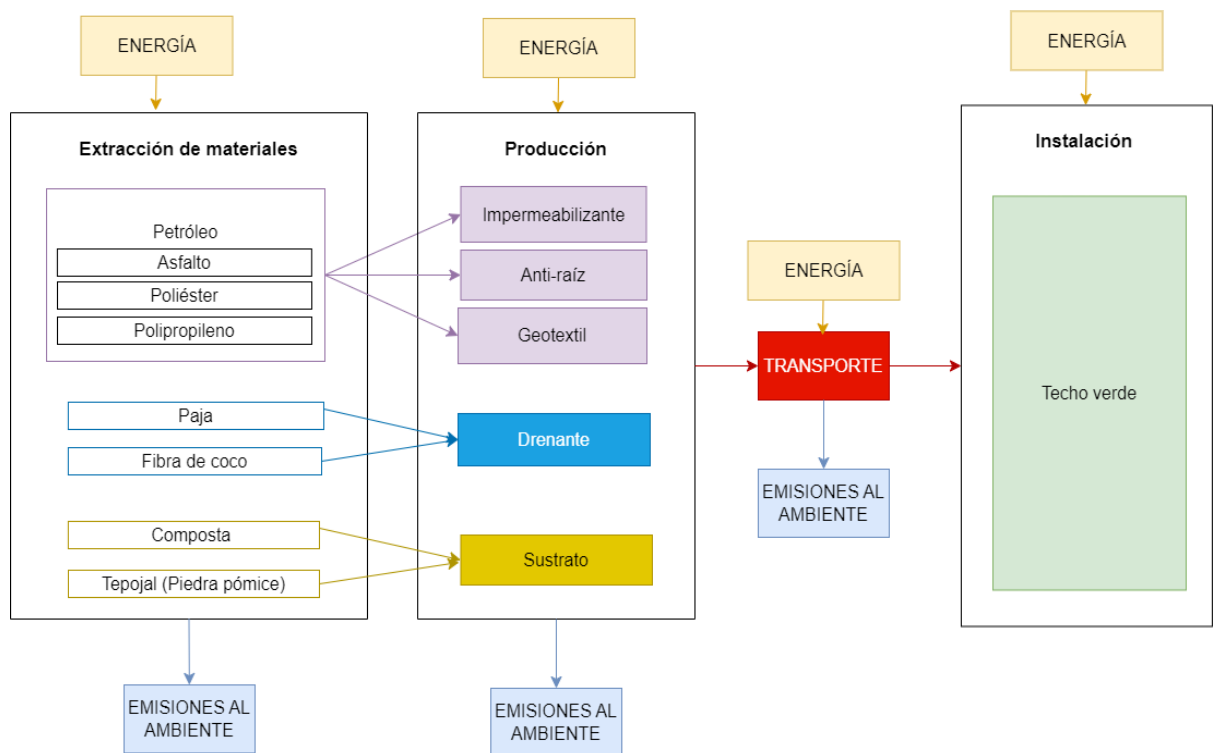 ENERGÍA
ENERGÍA
ENERGÍA
Extracción de materiales
Petróleo
Asfalto
Poliéster
Polipropileno
Paja
Fibra de coco
Composta
Tepojal (Piedra pómice)
EMISIONES AL
AMBIENTE
Producción
Impermeabilizante
Anti-raíz
Geotextil
Drenante
Sustrato
EMISIONES AL
AMBIENTE
ENERGÍA
TRANSPORTE
EMISIONES AL
AMBIENTE
Instalación
Techo verde